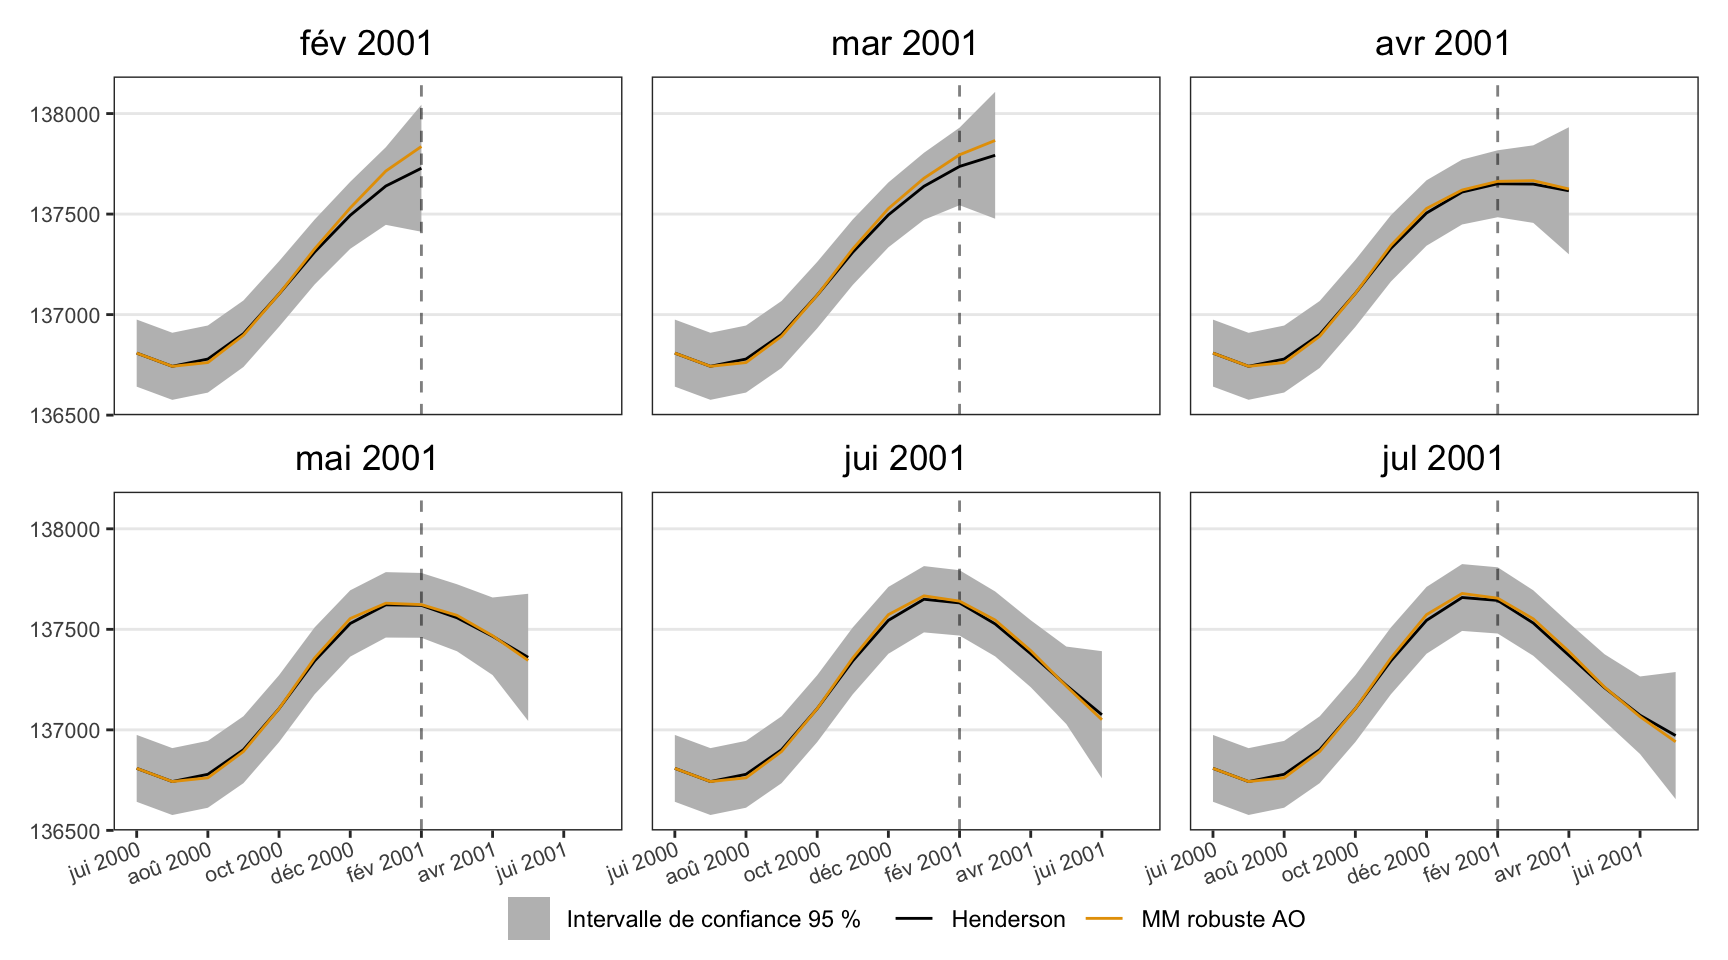 fév 2001
mar 2001
avr 2001
138000
137500
137000
136500
mai 2001
jui 2001
jul 2001
138000
137500
137000
136500
jui 2000
aoû 2000
oct 2000
déc 2000
fév 2001
avr 2001
jui 2001
jui 2000
aoû 2000
oct 2000
déc 2000
fév 2001
avr 2001
jui 2001
jui 2000
aoû 2000
oct 2000
déc 2000
fév 2001
avr 2001
jui 2001
Intervalle de confiance 95 % Henderson MM robuste AO